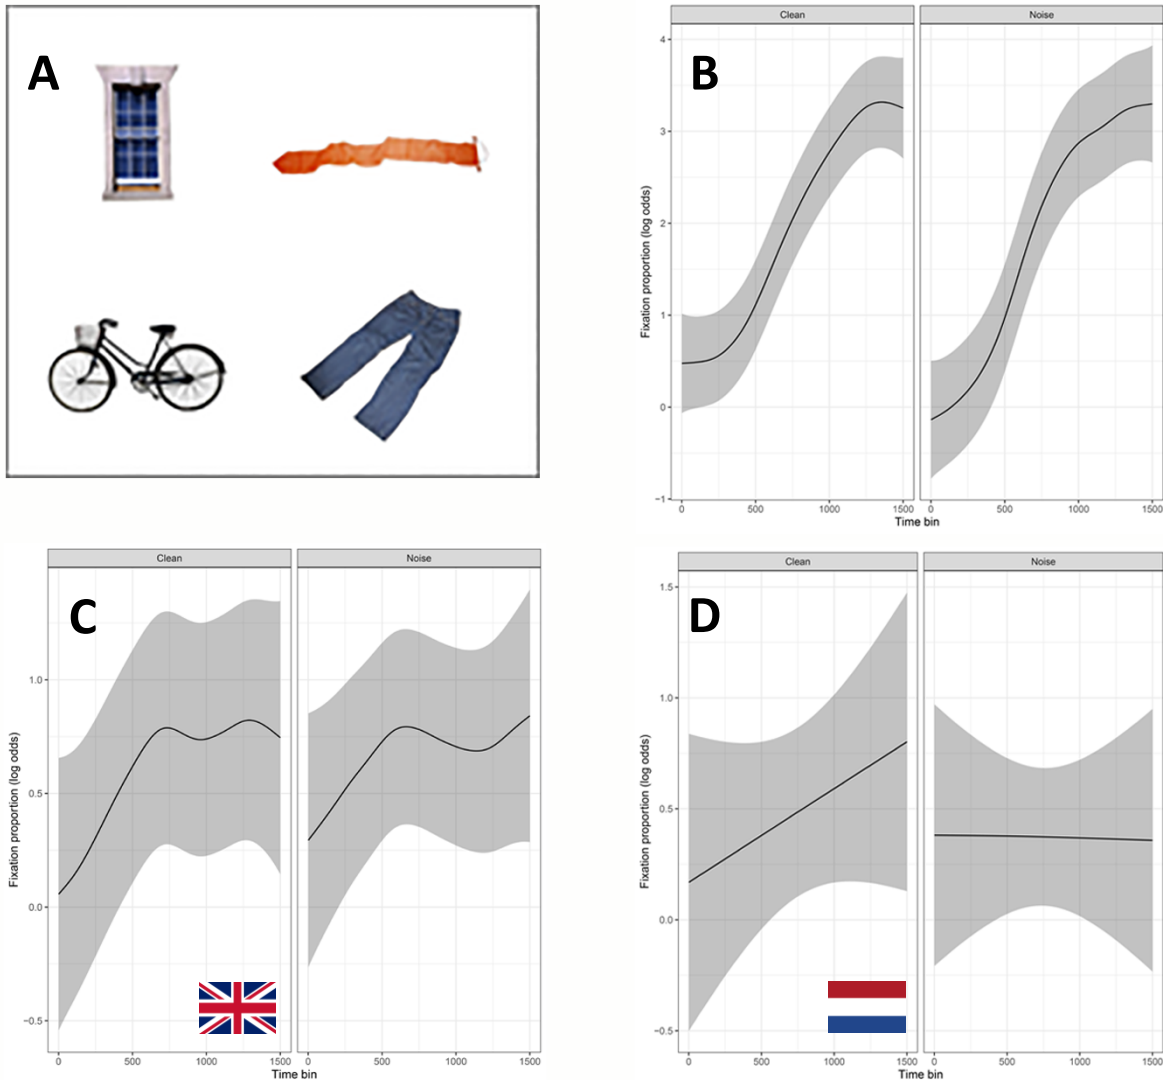 A
B
Clean Noise
Fixation proportion (log odds)
4
3
2
1
0
−1
0 500 1000 1500 0 500 1000 1500
Time bin
C
Clean Noise
Fixation proportion (log odds)
1.0
0.5
0.0
−0.5
0 500 1000 1500 0 500 1000 1500
Time bin
D
Clean Noise
Fixation proportion (log odds)
1.5
1.0
0.5
0.0
−0.5
0 500 1000 1500 0 500 1000 1500
Time bin